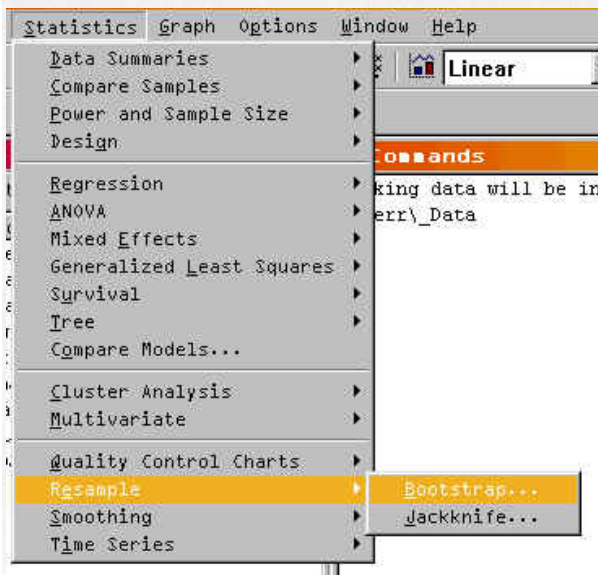 Statistics Graph Options Window Help
Linear
Data Summaries
Compare Samples
Power and Sample Size
Design
Commands
Regression
king data will be in
ANOVA
err\_Data
Mixed Effects
Generalized Least Squares
Survival
Tree
Compare Models...
Cluster Analysis
Multivariate
Quality Control Charts
Resample
Bootstrap...
Smoothing
Jackknife...
Time Series